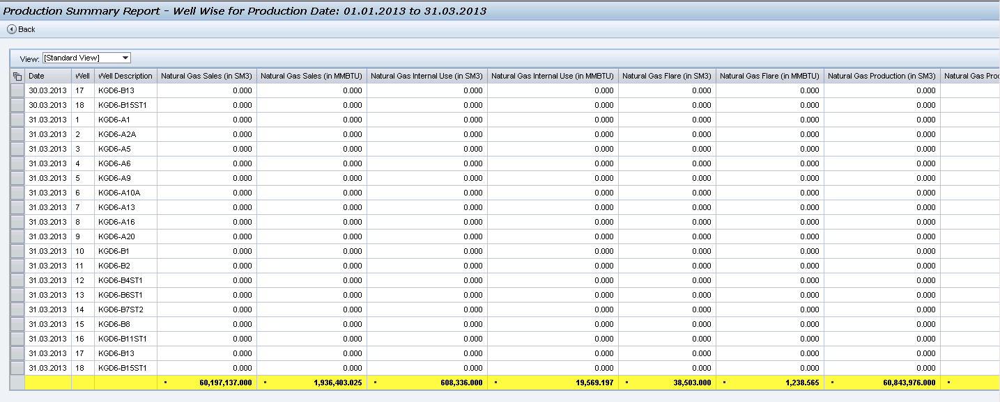 Production Summary Report - Well Wise for Production Date: 01.01.2013 to 31.03.2013
Back
View: [Standard View]
Date Well Well Description Natural Gas Sales (in SM3) Natural Gas Sales (in MMBTU) Natural Gas Internal Use (in SM3) Natural Gas Internal Use (in MMBTU) Natural Gas Flare (in SM3) Natural Gas Flare (in MMBTU) Natural Gas Production (in SM3) Natural Gas Proc
30.03.2013 17 KGD6-B13 0.000 0.000 0.000 0.000 0.000 0.000 0.000
30.03.2013 18 KGD6-B15ST1 0.000 0.000 0.000 0.000 0.000 0.000 0.000
31.03.2013 1 KGD6-A1 0.000 0.000 0.000 0.000 0.000 0.000 0.000
31.03.2013 2 KGD6-A2A 0.000 0.000 0.000 0.000 0.000 0.000 0.000
31.03.2013 3 KGD6-A5 0.000 0.000 0.000 0.000 0.000 0.000 0.000
31.03.2013 4 KGD6-A6 0.000 0.000 0.000 0.000 0.000 0.000 0.000
31.03.2013 5 KGD6-A9 0.000 0.000 0.000 0.000 0.000 0.000 0.000
31.03.2013 6 KGD6-A10A 0.000 0.000 0.000 0.000 0.000 0.000 0.000
31.03.2013 7 KGD6-A13 0.000 0.000 0.000 0.000 0.000 0.000 0.000
31.03.2013 8 KGD6-A16 0.000 0.000 0.000 0.000 0.000 0.000 0.000
31.03.2013 9 KGD6-A20 0.000 0.000 0.000 0.000 0.000 0.000 0.000
31.03.2013 10 KGD6-B1 0.000 0.000 0.000 0.000 0.000 0.000 0.000
31.03.2013 11 KGD6-B2 0.000 0.000 0.000 0.000 0.000 0.000 0.000
31.03.2013 12 KGD6-B4ST1 0.000 0.000 0.000 0.000 0.000 0.000 0.000
31.03.2013 13 KGD6-B6ST1 0.000 0.000 0.000 0.000 0.000 0.000 0.000
31.03.2013 14 KGD6-B7ST2 0.000 0.000 0.000 0.000 0.000 0.000 0.000
31.03.2013 15 KGD6-B8 0.000 0.000 0.000 0.000 0.000 0.000 0.000
31.03.2013 16 KGD6-B11ST1 0.000 0.000 0.000 0.000 0.000 0.000 0.000
31.03.2013 17 KGD6-B13 0.000 0.000 0.000 0.000 0.000 0.000 0.000
31.03.2013 18 KGD6-B15ST1 0.000 0.000 0.000 0.000 0.000 0.000 0.000
▪ 60,197,137.000 ▪ 1,936,403.025 ▪ 608,336.000 ▪ 19,569.197 ▪ 38,503.000 ▪ 1,238.565 ▪ 60,843,976.000 ▪